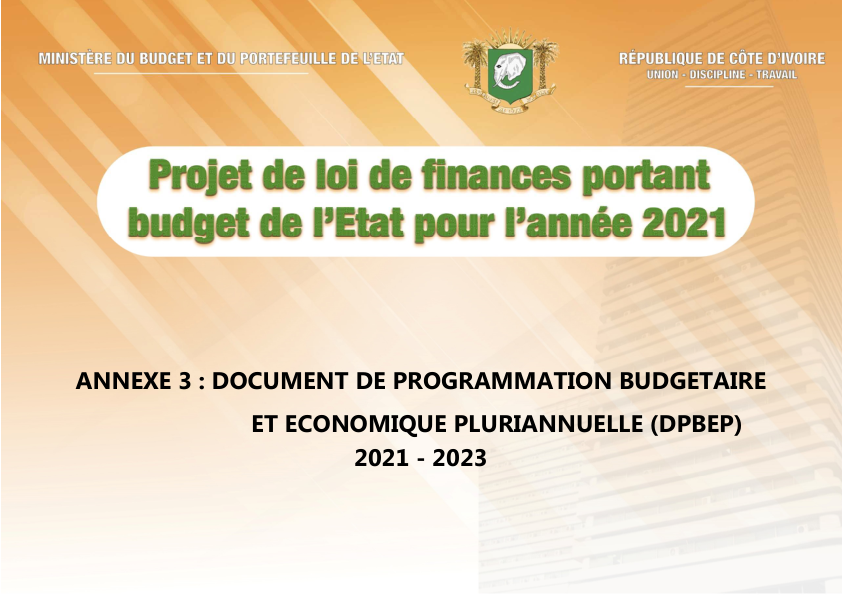 MINISTÈRE DU BUDGET ET DU PORTEFEUILLE DE L'ETAT
RÉPUBLIQUE DE CÔTE D'IVOIRE
UNION - DISCIPLINE - TRAVAIL
Projet de loi de finances portant
budget de l'Etat pour l'année 2021
ANNEXE 3 : DOCUMENT DE PROGRAMMATION BUDGETAIRE
ET ECONOMIQUE PLURIANNUELLE (DPBEP)
2021 - 2023